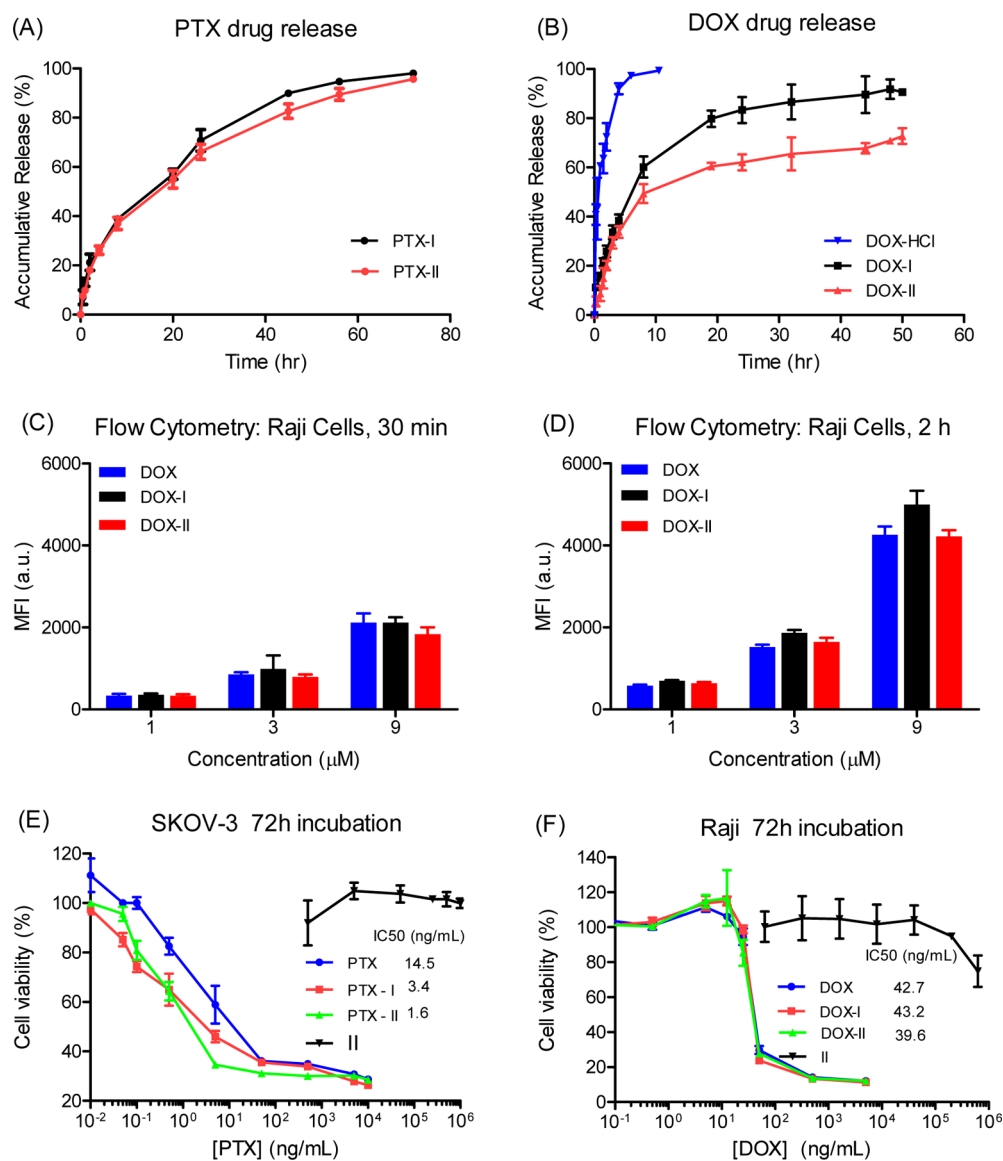 (A)
PTX drug release
Accumulative Release (%)
100
80
60
40
20
0
0
20
40
60
80
Time (hr)
PTX-I
PTX-II
(B)
DOX drug release
Accumulative Release (%)
100
80
60
40
20
0
0
10
20
30
40
50
60
Time (hr)
DOX-HCl
DOX-I
DOX-II
(C)
Flow Cytometry: Raji Cells, 30 min
MFI (a.u.)
6000
4000
2000
0
DOX
DOX-I
DOX-II
1
3
9
Concentration (μM)
(D)
Flow Cytometry: Raji Cells, 2 h
MFI (a.u.)
6000
4000
2000
0
DOX
DOX-I
DOX-II
1
3
9
Concentration (μM)
(E)
SKOV-3 72h incubation
Cell viability (%)
120
100
80
60
40
20
IC50 (ng/mL)
PTX 14.5
PTX - I 3.4
PTX - II 1.6
II
10⁻² 10⁻¹ 10⁰ 10¹ 10² 10³ 10⁴ 10⁵ 10⁶
[PTX] (ng/mL)
(F)
Raji 72h incubation
Cell viability (%)
140
120
100
80
60
40
20
0
IC50 (ng/mL)
DOX 42.7
DOX-I 43.2
DOX-II 39.6
II
10⁻¹ 10⁰ 10¹ 10² 10³ 10⁴ 10⁵ 10⁶
[DOX] (ng/mL)